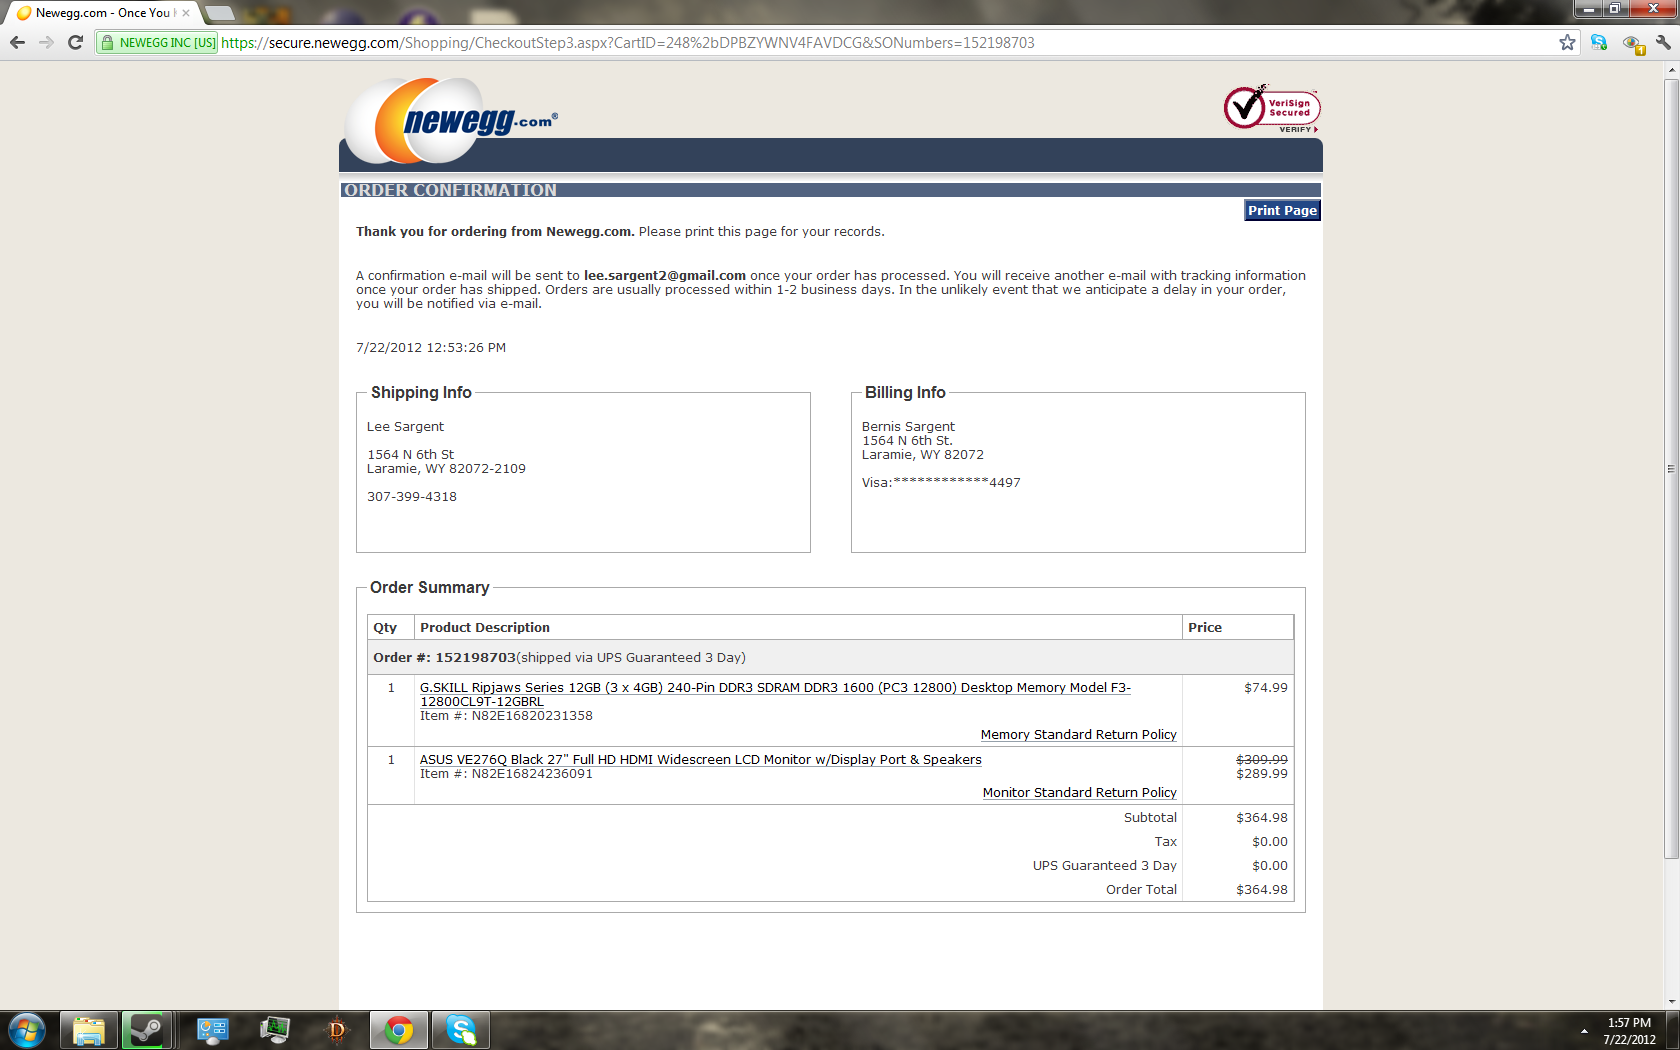 Newegg.com - Once You
NEWEGG INC [US] https://secure.newegg.com/Shopping/CheckoutStep3.aspx?CartID=248%2bDPBZYWNV4FAVDCG&SONumbers=152198703
newegg.com®
VeriSign
Secured
VERIFY
ORDER CONFIRMATION
Print Page
Thank you for ordering from Newegg.com. Please print this page for your records.
A confirmation e-mail will be sent to lee.sargent2@gmail.com once your order has processed. You will receive another e-mail with tracking information
once your order has shipped. Orders are usually processed within 1-2 business days. In the unlikely event that we anticipate a delay in your order,
you will be notified via e-mail.
7/22/2012 12:53:26 PM
Shipping Info
Lee Sargent
1564 N 6th St
Laramie, WY 82072-2109
307-399-4318
Billing Info
Bernis Sargent
1564 N 6th St.
Laramie, WY 82072
Visa:************4497
Order Summary
Qty Product Description Price
Order #: 152198703(shipped via UPS Guaranteed 3 Day)
1 G.SKILL Ripjaws Series 12GB (3 x 4GB) 240-Pin DDR3 SDRAM DDR3 1600 (PC3 12800) Desktop Memory Model F3- $74.99
12800CL9T-12GBRL
Item #: N82E16820231358
Memory Standard Return Policy
1 ASUS VE276Q Black 27" Full HD HDMI Widescreen LCD Monitor w/Display Port & Speakers $309.99
Item #: N82E16824236091 $289.99
Monitor Standard Return Policy
Subtotal $364.98
Tax $0.00
UPS Guaranteed 3 Day $0.00
Order Total $364.98
1:57 PM
7/22/2012